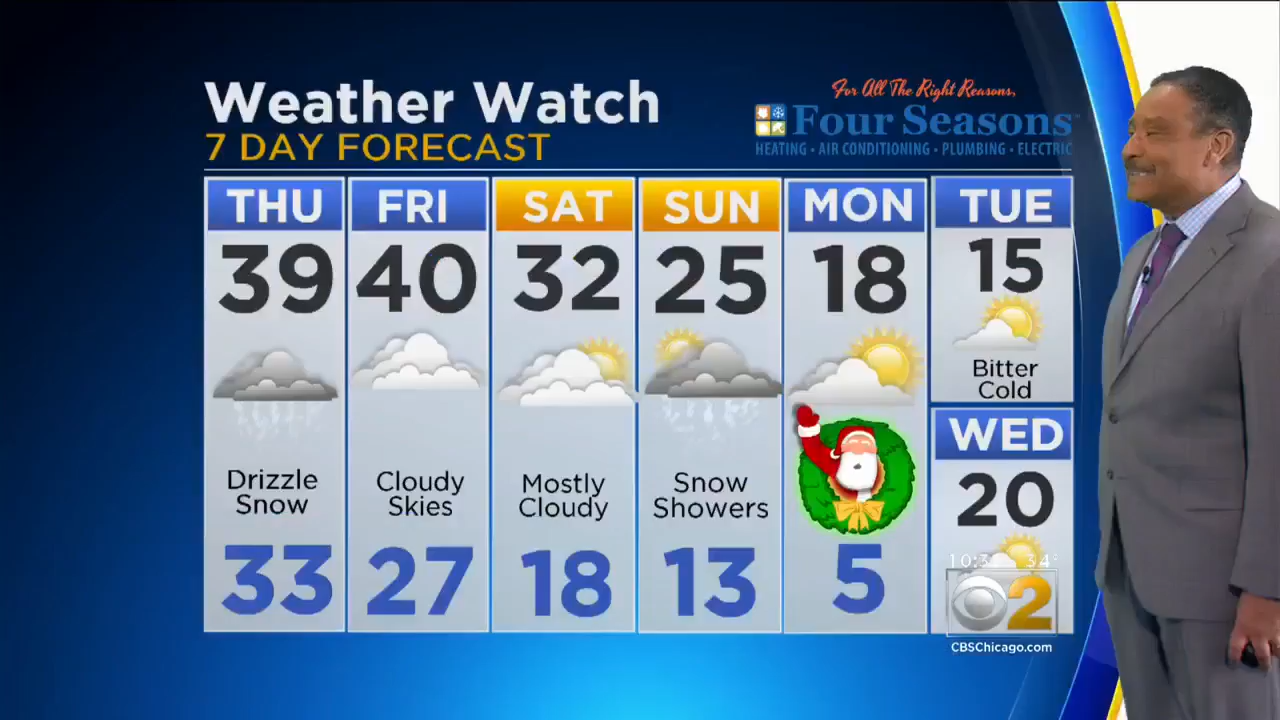 Weather Watch
7 DAY FORECAST
For All The Right Reasons.
Four Seasons
HEATING • AIR CONDITIONING • PLUMBING • ELECTRIC
THU
39
Drizzle
Snow
33
FRI
40
Cloudy
Skies
27
SAT
32
Mostly
Cloudy
18
SUN
25
Snow
Showers
13
MON
18
5
TUE
15
Bitter
Cold
WED
20
34°
2
CBSChicago.com